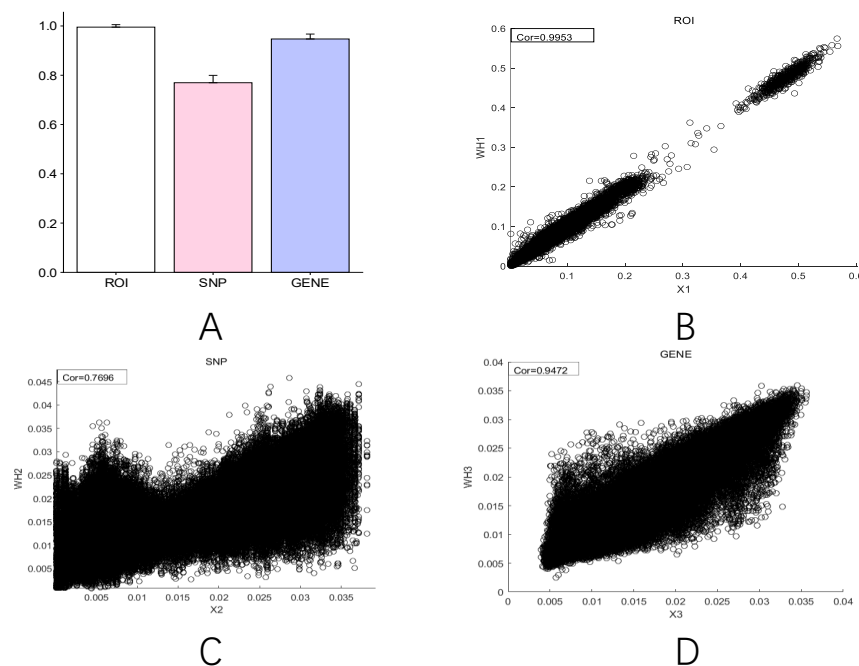 1.0
0.8
0.6
0.4
0.2
0.0
ROI SNP GENE
A
ROI
Cor=0.9953
0.6
0.5
0.4
0.3
0.2
0.1
0
WH1
0.1 0.2 0.3 0.4 0.5 0.6
X1
B
SNP
Cor=0.7696
0.045
0.04
0.035
0.03
0.025
0.02
0.015
0.01
0.005
WH2
0.005 0.01 0.015 0.02 0.025 0.03 0.035
X2
C
GENE
Cor=0.9472
0.04
0.035
0.03
0.025
0.02
0.015
0.01
0.005
0
WH3
0 0.005 0.01 0.015 0.02 0.025 0.03 0.035 0.04
X3
D